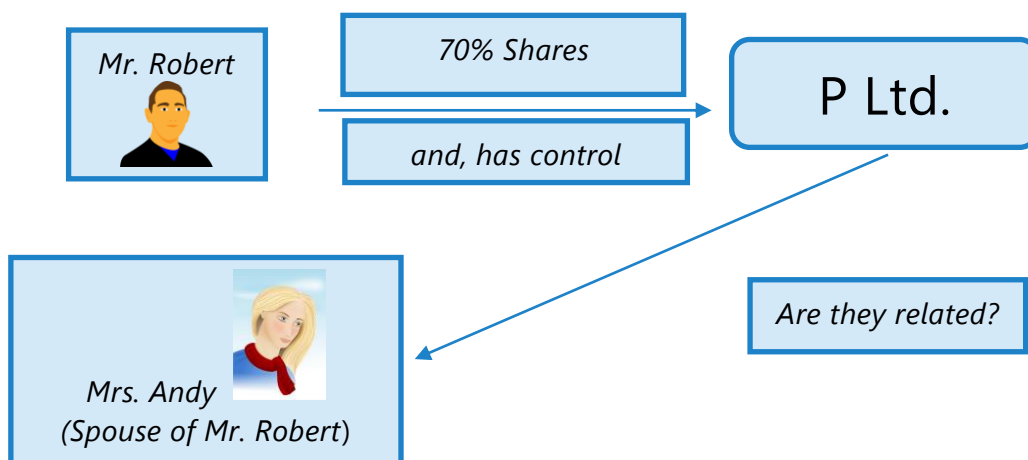 Mr. Robert
70% Shares
and, has control
P Ltd.
Mrs. Andy
(Spouse of Mr. Robert)
Are they related?